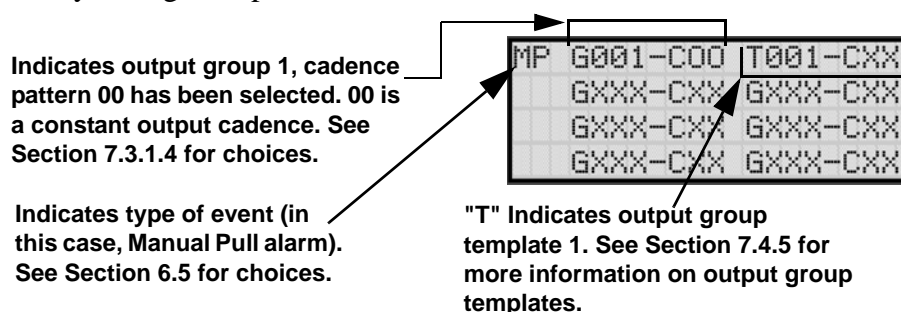 MP G001-C00 T001-CXX
GXXX-CXX GXXX-CXX
GXXX-CXX GXXX-CXX
GXXX-CXX GXXX-CXX
Indicates output group 1, cadence
pattern 00 has been selected. 00 is
a constant output cadence. See
Section 7.3.1.4 for choices.
Indicates type of event (in
this case, Manual Pull alarm).
See Section 6.5 for choices.
"T" Indicates output group
template 1. See Section 7.4.5 for
more information on output group
templates.